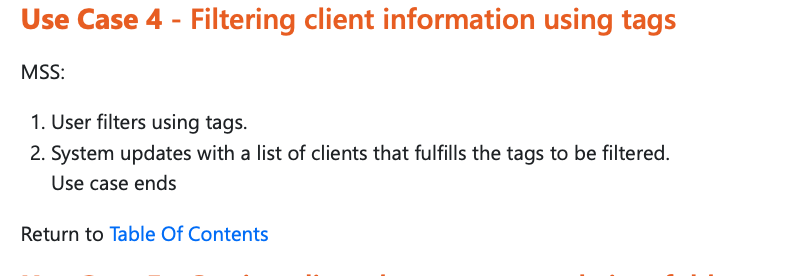 Use Case 4 - Filtering client information using tags
MSS:
1. User filters using tags.
2. System updates with a list of clients that fulfills the tags to be filtered.
Use case ends
Return to Table Of Contents